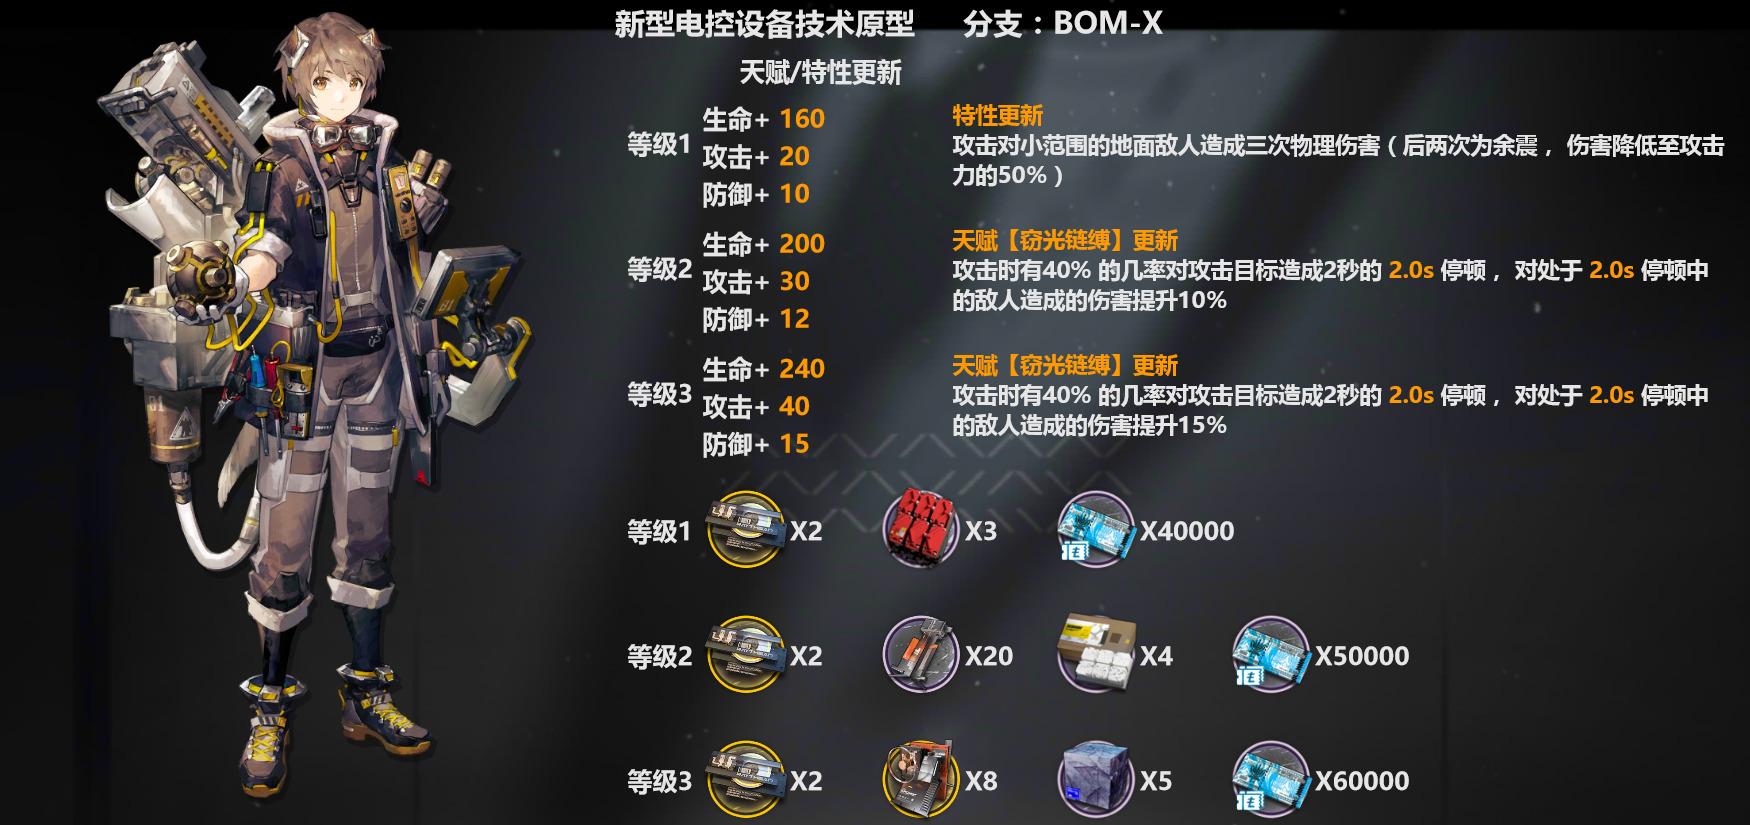 新型电控设备技术原型 分支：BOM-X
天赋/特性更新
等级1
生命+ 160
攻击+ 20
防御+ 10
特性更新
攻击对小范围的地面敌人造成三次物理伤害（后两次为余震，伤害降低至攻击
力的50%）
等级2
生命+ 200
攻击+ 30
防御+ 12
天赋【窃光链缚】更新
攻击时有40% 的几率对攻击目标造成2秒的 2.0s 停顿，对处于 2.0s 停顿中
的敌人造成的伤害提升10%
等级3
生命+ 240
攻击+ 40
防御+ 15
天赋【窃光链缚】更新
攻击时有40% 的几率对攻击目标造成2秒的 2.0s 停顿，对处于 2.0s 停顿中
的敌人造成的伤害提升15%
等级1 X2 X3 X40000
等级2 X2 X20 X4 X50000
等级3 X2 X8 X5 X60000